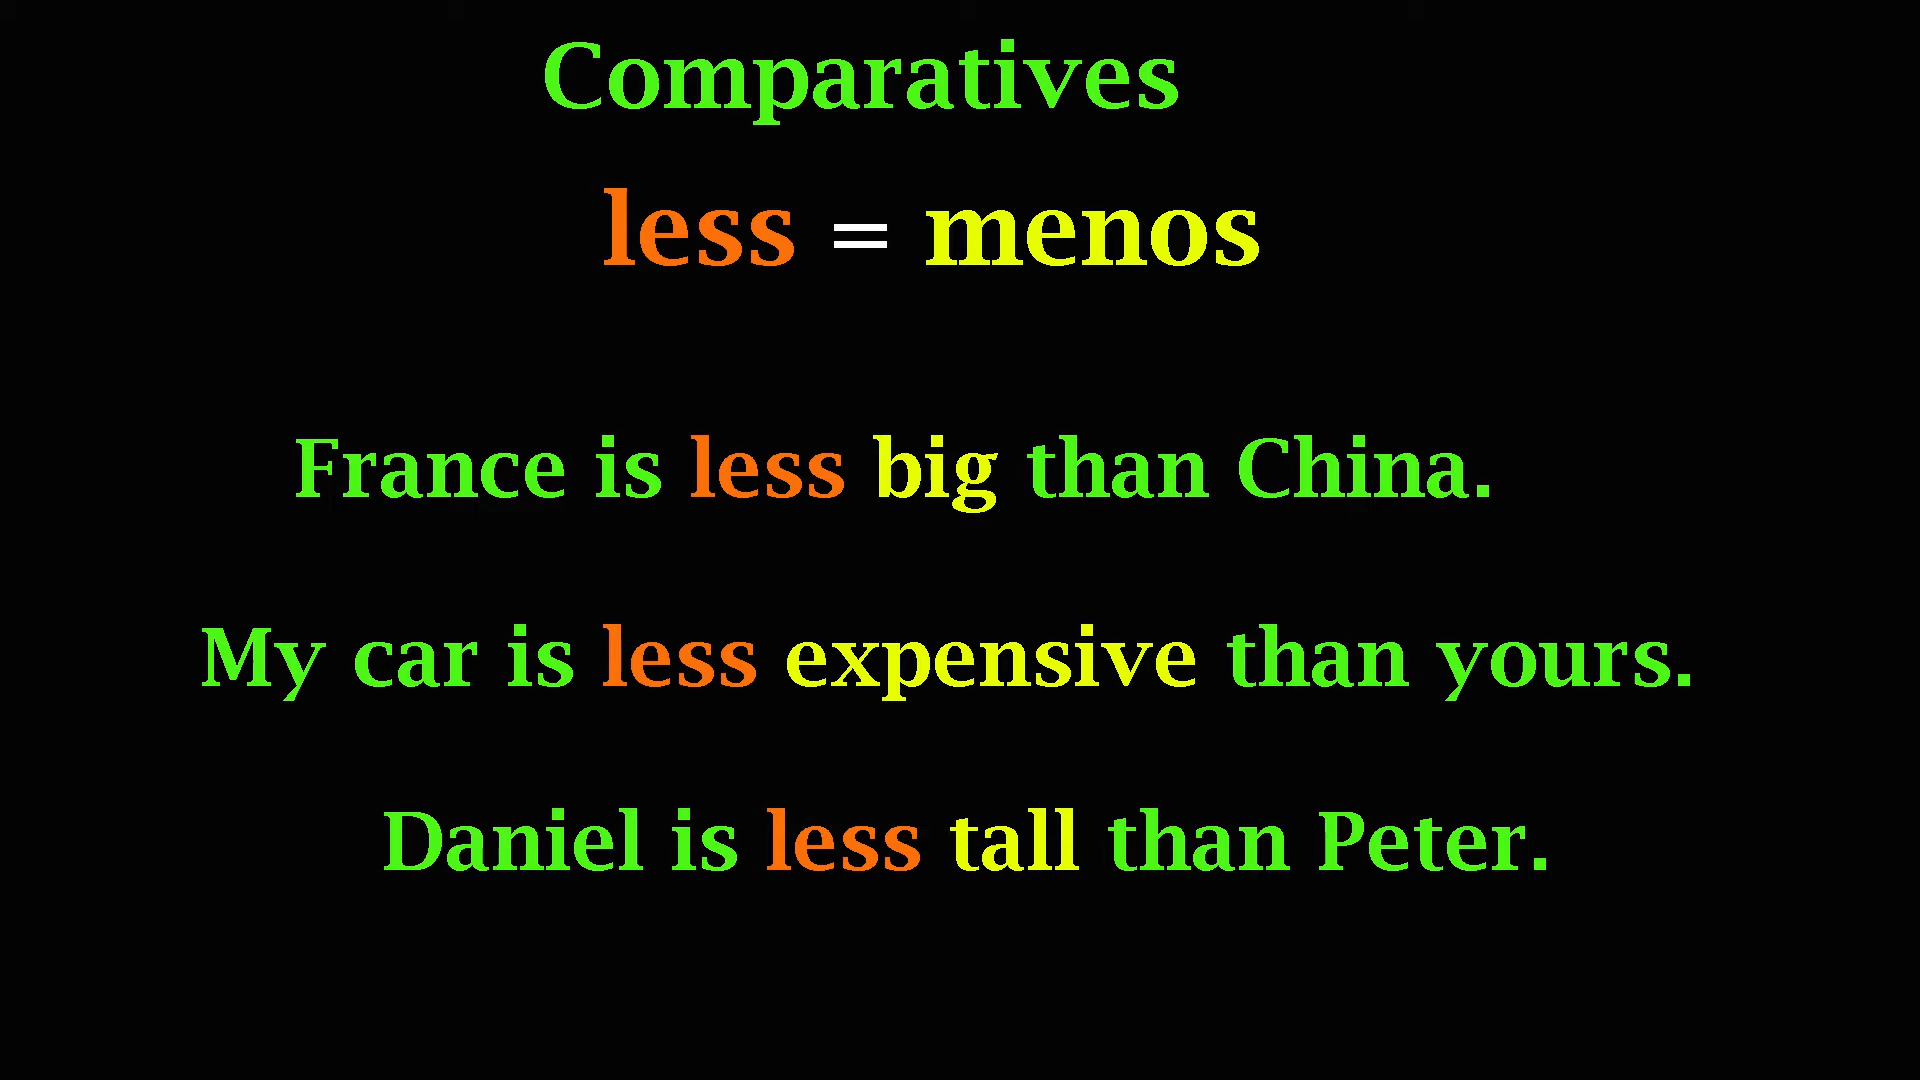 Comparatives
less = menos
France is less big than China.
My car is less expensive than yours.
Daniel is less tall than Peter.